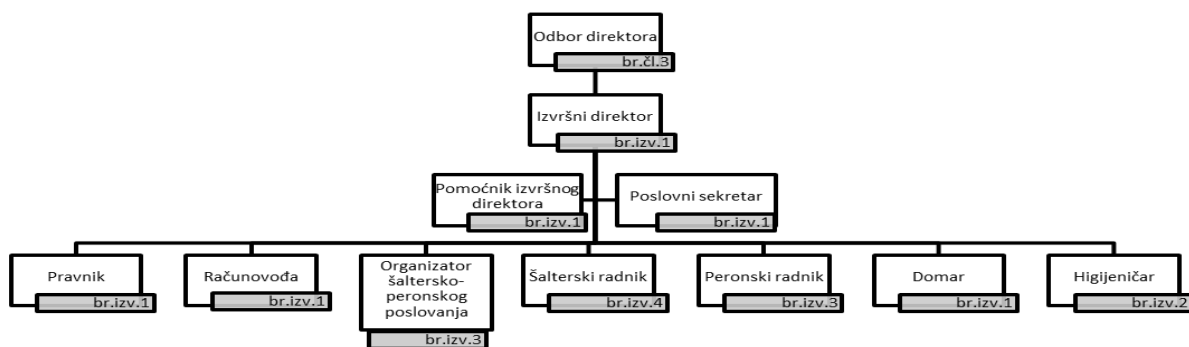 Odbor direktora
br.čl.3
Izvršni direktor
br.izv.1
Pomoćnik izvršnog
direktora
br.izv.1
Poslovni sekretar
br.izv.1
Pravnik
br.izv.1
Računovođa
br.izv.1
Organizator
šaltersko-
peronskog
poslovanja
br.izv.3
Šalterski radnik
br.izv.4
Peronski radnik
br.izv.3
Domar
br.izv.1
Higijeničar
br.izv.2